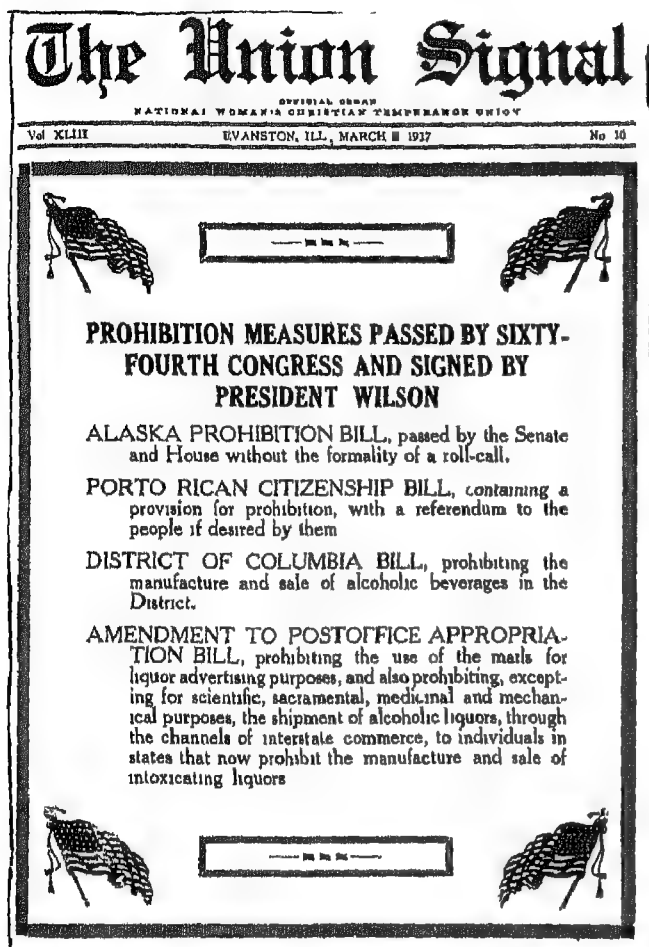 The Union Signal
OFFICIAL ORGAN
NATIONAL WOMAN'S CHRISTIAN TEMPERANCE UNION
Vol XLIII EVANSTON, ILL, MARCH 1937 No 10
PROHIBITION MEASURES PASSED BY SIXTY-
FOURTH CONGRESS AND SIGNED BY
PRESIDENT WILSON
ALASKA PROHIBITION BILL, passed by the Senate
and House without the formality of a roll-call.
PORTO RICAN CITIZENSHIP BILL, containing a
provision for prohibition, with a referendum to the
people if desired by them
DISTRICT OF COLUMBIA BILL, prohibiting the
manufacture and sale of alcoholic beverages in the
District.
AMENDMENT TO POSTOFFICE APPROPRIA-
TION BILL, prohibiting the use of the mails for
liquor advertising purposes, and also prohibiting, except-
ing for scientific, sacramental, medicinal and mechan-
ical purposes, the shipment of alcoholic liquors, through
the channels of interstate commerce, to individuals in
states that now prohibit the manufacture and sale of
intoxicating liquors